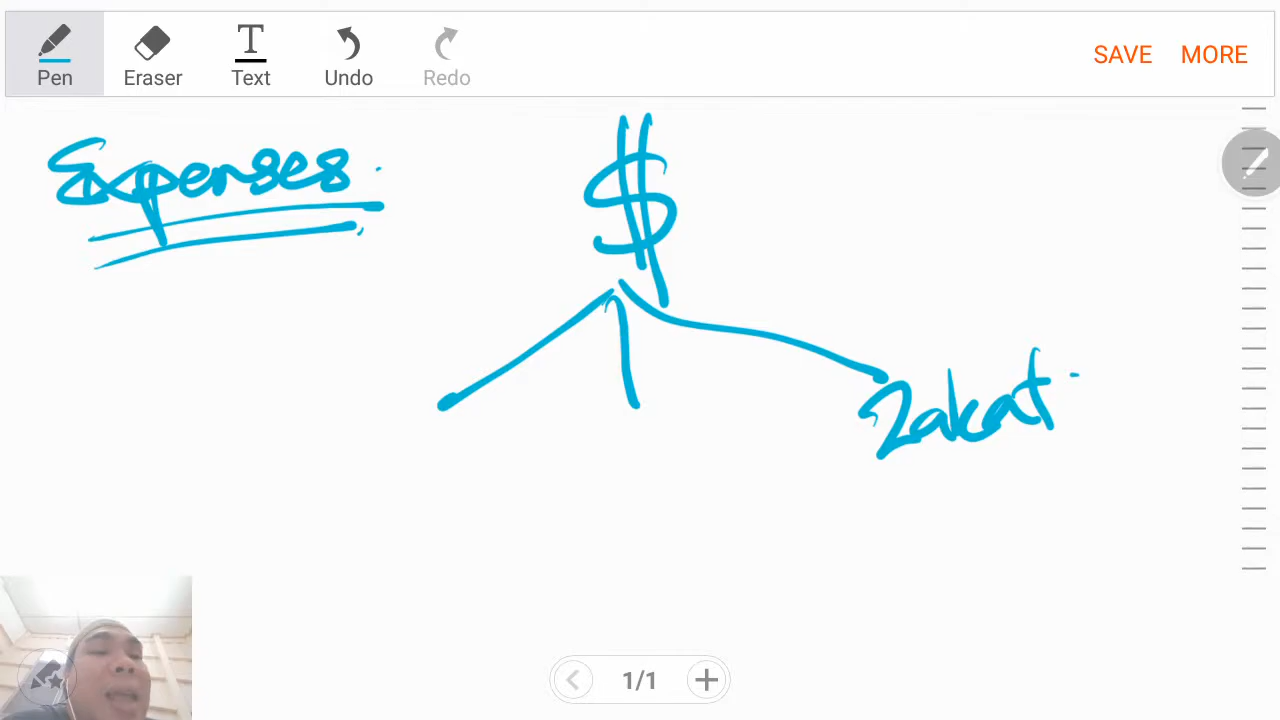 Pen
Eraser
Text
Undo
Redo
SAVE
MORE
Expenses.
$
Zakat
1/1